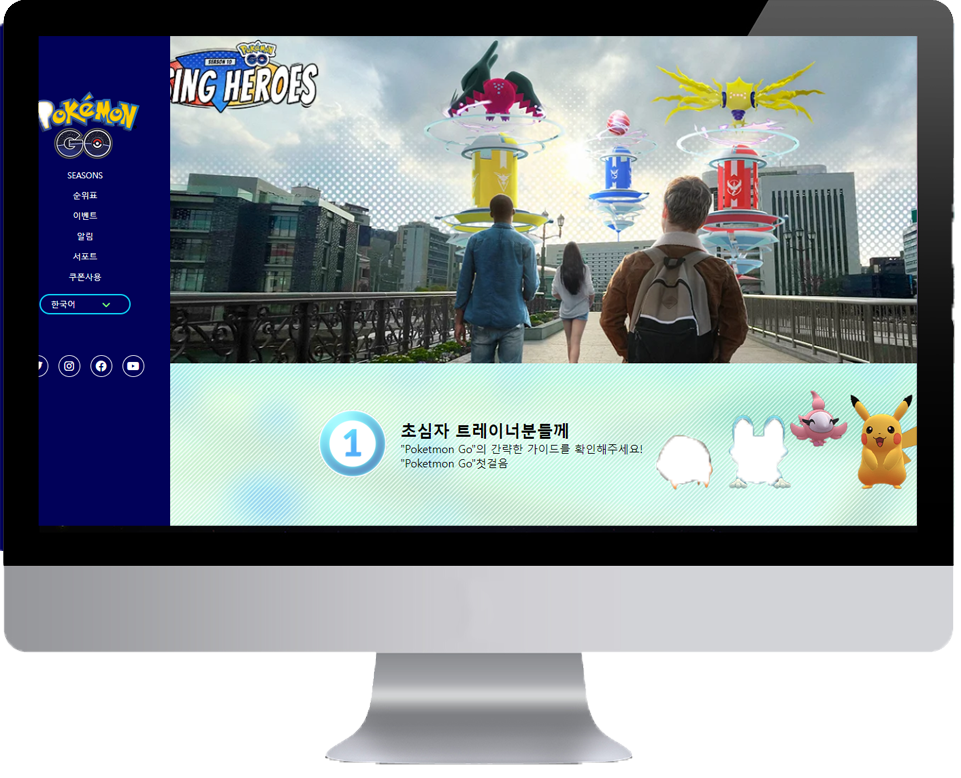 POKÉMON
GO
SEASONS
순위표
이벤트
알림
서포트
쿠폰사용
한국어
POKÉMON
GO
SEASON 10
ING HEROES
1
초심자 트레이너분들께
"Poketmon Go"의 간략한 가이드를 확인해주세요!
"Poketmon Go"첫걸음